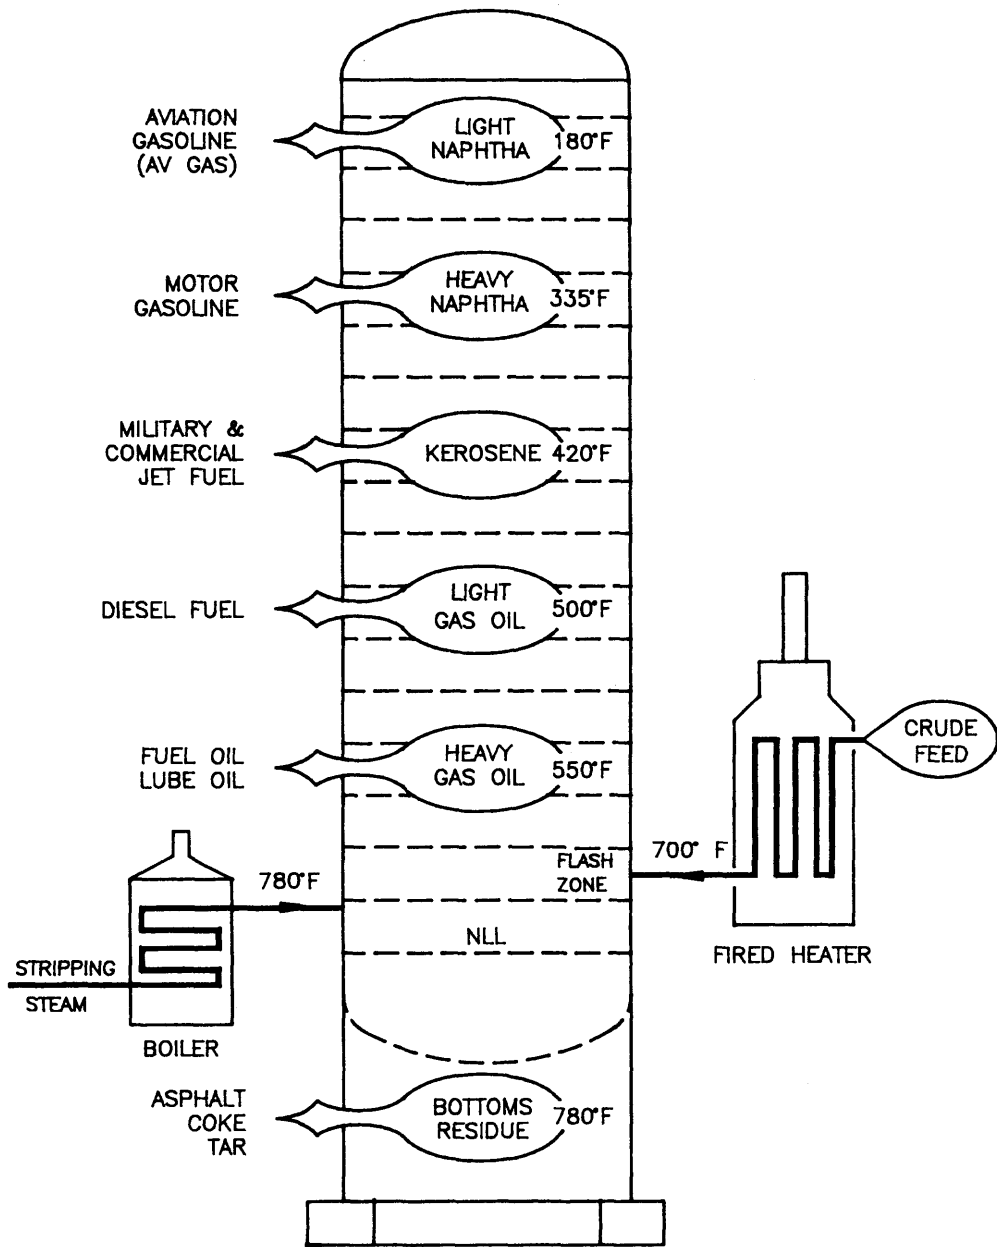 AVIATION
GASOLINE
(AV GAS)
LIGHT
NAPHTHA
180°F
MOTOR
GASOLINE
HEAVY
NAPHTHA
335°F
MILITARY &
COMMERCIAL
JET FUEL
KEROSENE
420°F
DIESEL FUEL
LIGHT
GAS OIL
500°F
FUEL OIL
LUBE OIL
HEAVY
GAS OIL
550°F
CRUDE
FEED
FLASH
ZONE
700° F
780°F
NLL
FIRED HEATER
STRIPPING
STEAM
BOILER
ASPHALT
COKE
TAR
BOTTOMS
RESIDUE
780°F